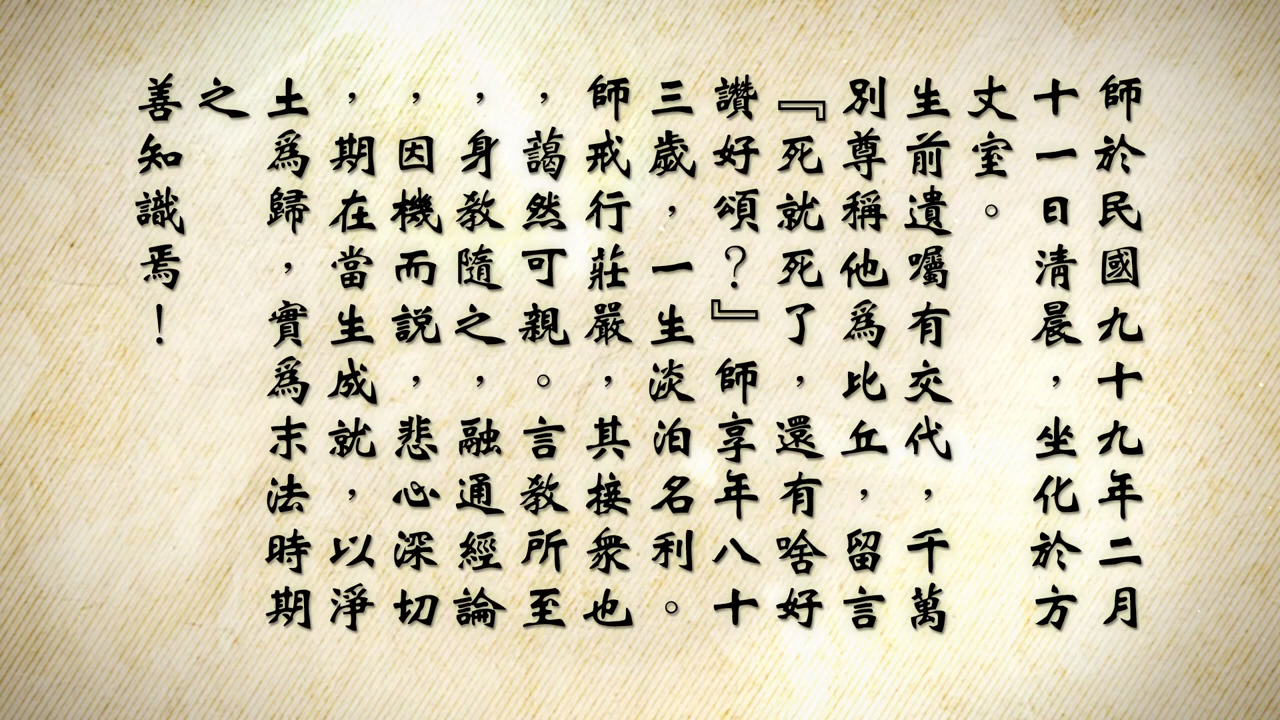 師於民國九十九年二月
十一日清晨，坐化於方
丈室。
生前遺囑有交代，千萬
別尊稱他為比丘，留言
『死就死了，還有啥好
讚好頌？』師享年八十
三歲，一生淡泊名利。
師戒行莊嚴，其接眾也
，藹然可親。言教所至
，身教隨之，融通經論
，因機而説，悲心深切
，期在當生成就，以淨
土為歸，實為末法時期
之
善知識焉！